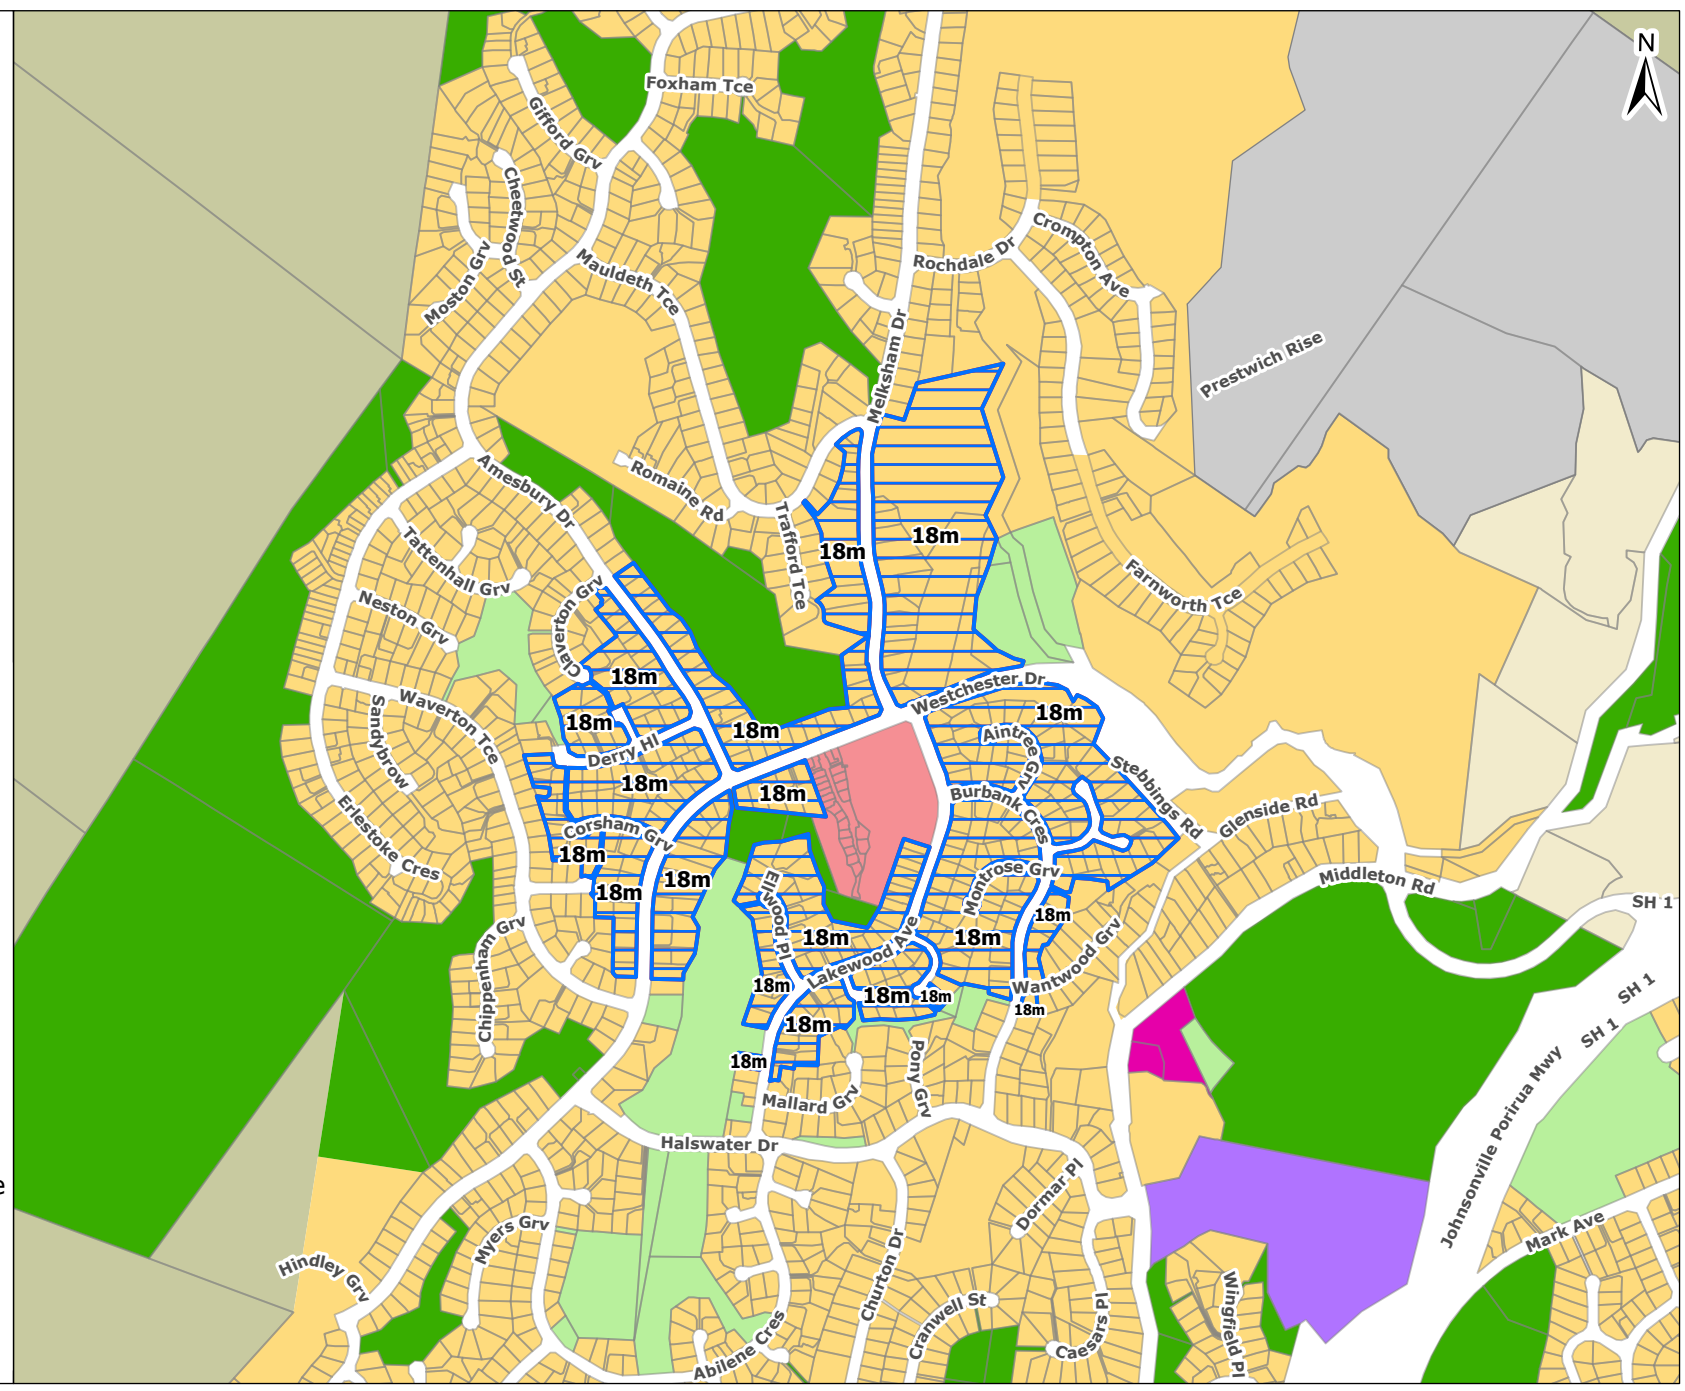 N
Foxham Tce
Gifford Grv
Cheetwood St
Moston Grv
Mauldeth Tce
Rochdale Dr
Crompton Ave
Melksham Dr
Prestwich Rise
Amesbury Dr
Romaine Rd
Trafford Tce
18m
18m
Tattenhall Grv
Neston Grv
Claverton Grv
Farnworth Tce
18m
Westchester Dr
18m
18m
18m
Waverton Tce
Sandybrow
Derry Hl
Aintree Grv
Stebbings Rd
18m
18m
Burbank Cres
Glenside Rd
Erlestoke Cres
Corsham Grv
18m
18m
18m
Ellwood Pl
Montrose Grv
Middleton Rd
SH 1
18m
18m
18m
Lakewood Ave
Chippenham Grv
Wantwood Grv
18m
18m
18m
18m
18m
SH 1
SH 1
18m
Mallard Grv
Pony Grv
Johnsonville Porirua Mwy
Halswater Dr
Dormar Pl
e
Myers Grv
Hindley Grv
Churton Dr
Mark Ave
Cranwell St
Caesars Pl
Wingfield Pl
Abilene Cres